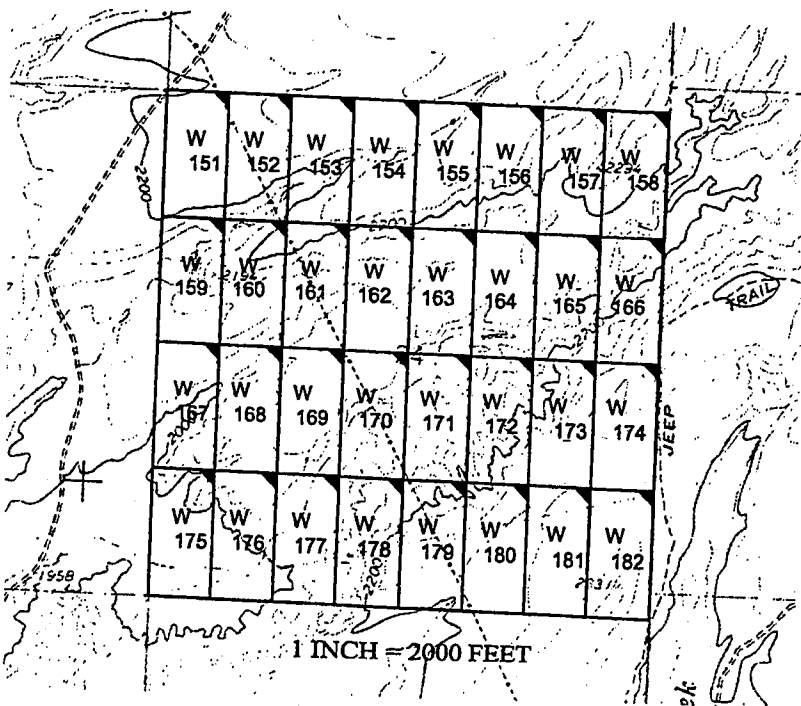 W W W W W W W W
151 152 153 154 155 156 157 158
2200
W W W W W W W W
159 160 161 162 163 164 165 166
TRAIL
W W W W W W W W
167 168 169 170 171 172 173 174
2000
JEEP
W W W W W W W W
175 176 177 178 179 180 181 182
2200
1958
1 INCH = 2000 FEET